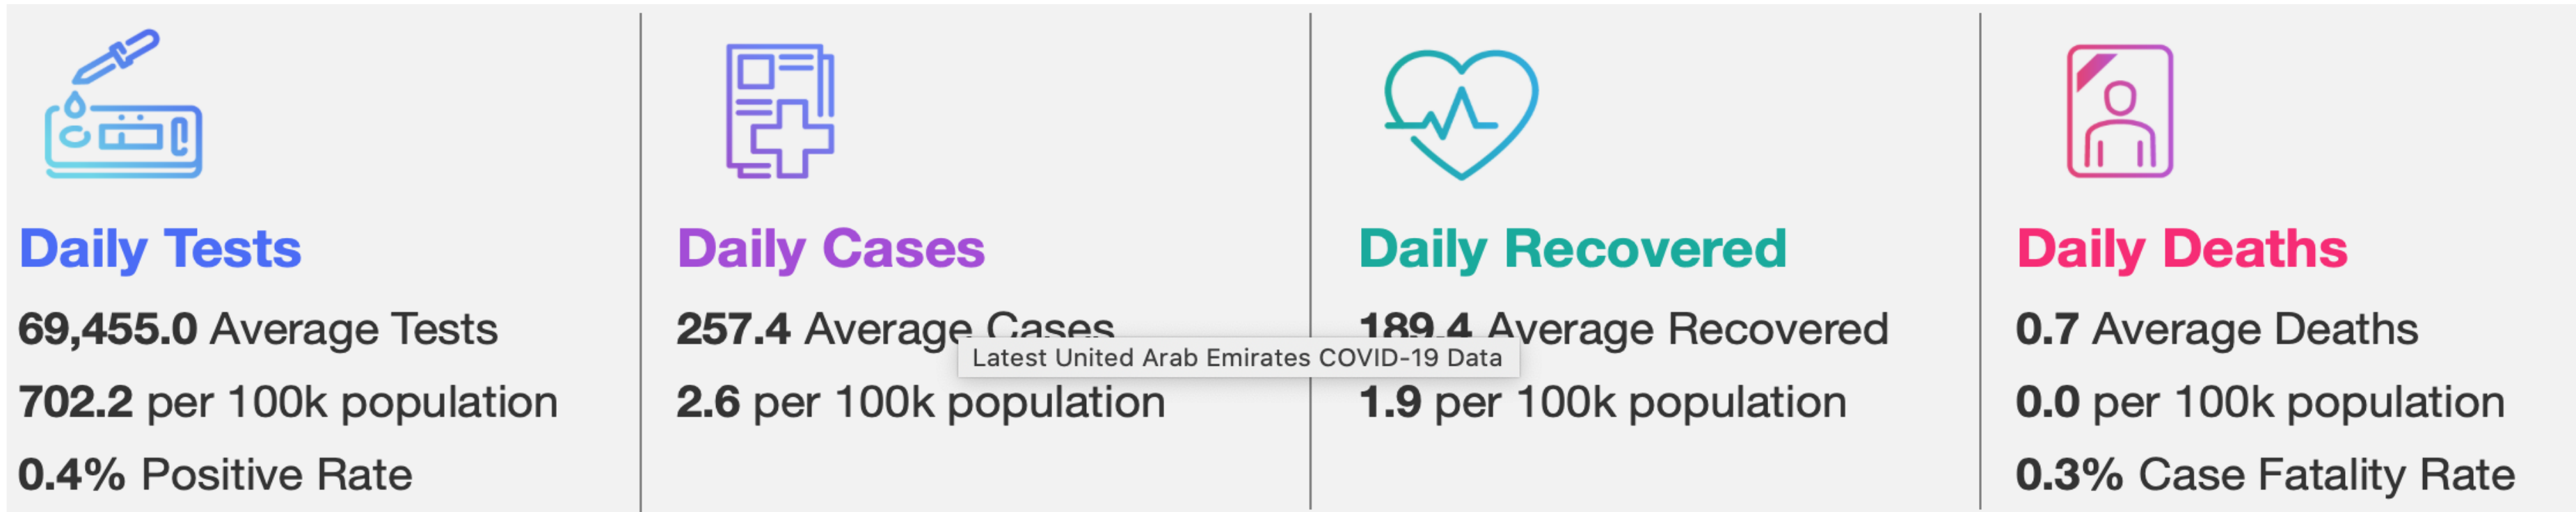 Daily Tests
69,455.0 Average Tests
702.2 per 100k population
0.4% Positive Rate
Daily Cases
257.4 Average Cases
2.6 per 100k population
Daily Recovered
189.4 Average Recovered
1.9 per 100k population
Daily Deaths
0.7 Average Deaths
0.0 per 100k population
0.3% Case Fatality Rate
Latest United Arab Emirates COVID-19 Data